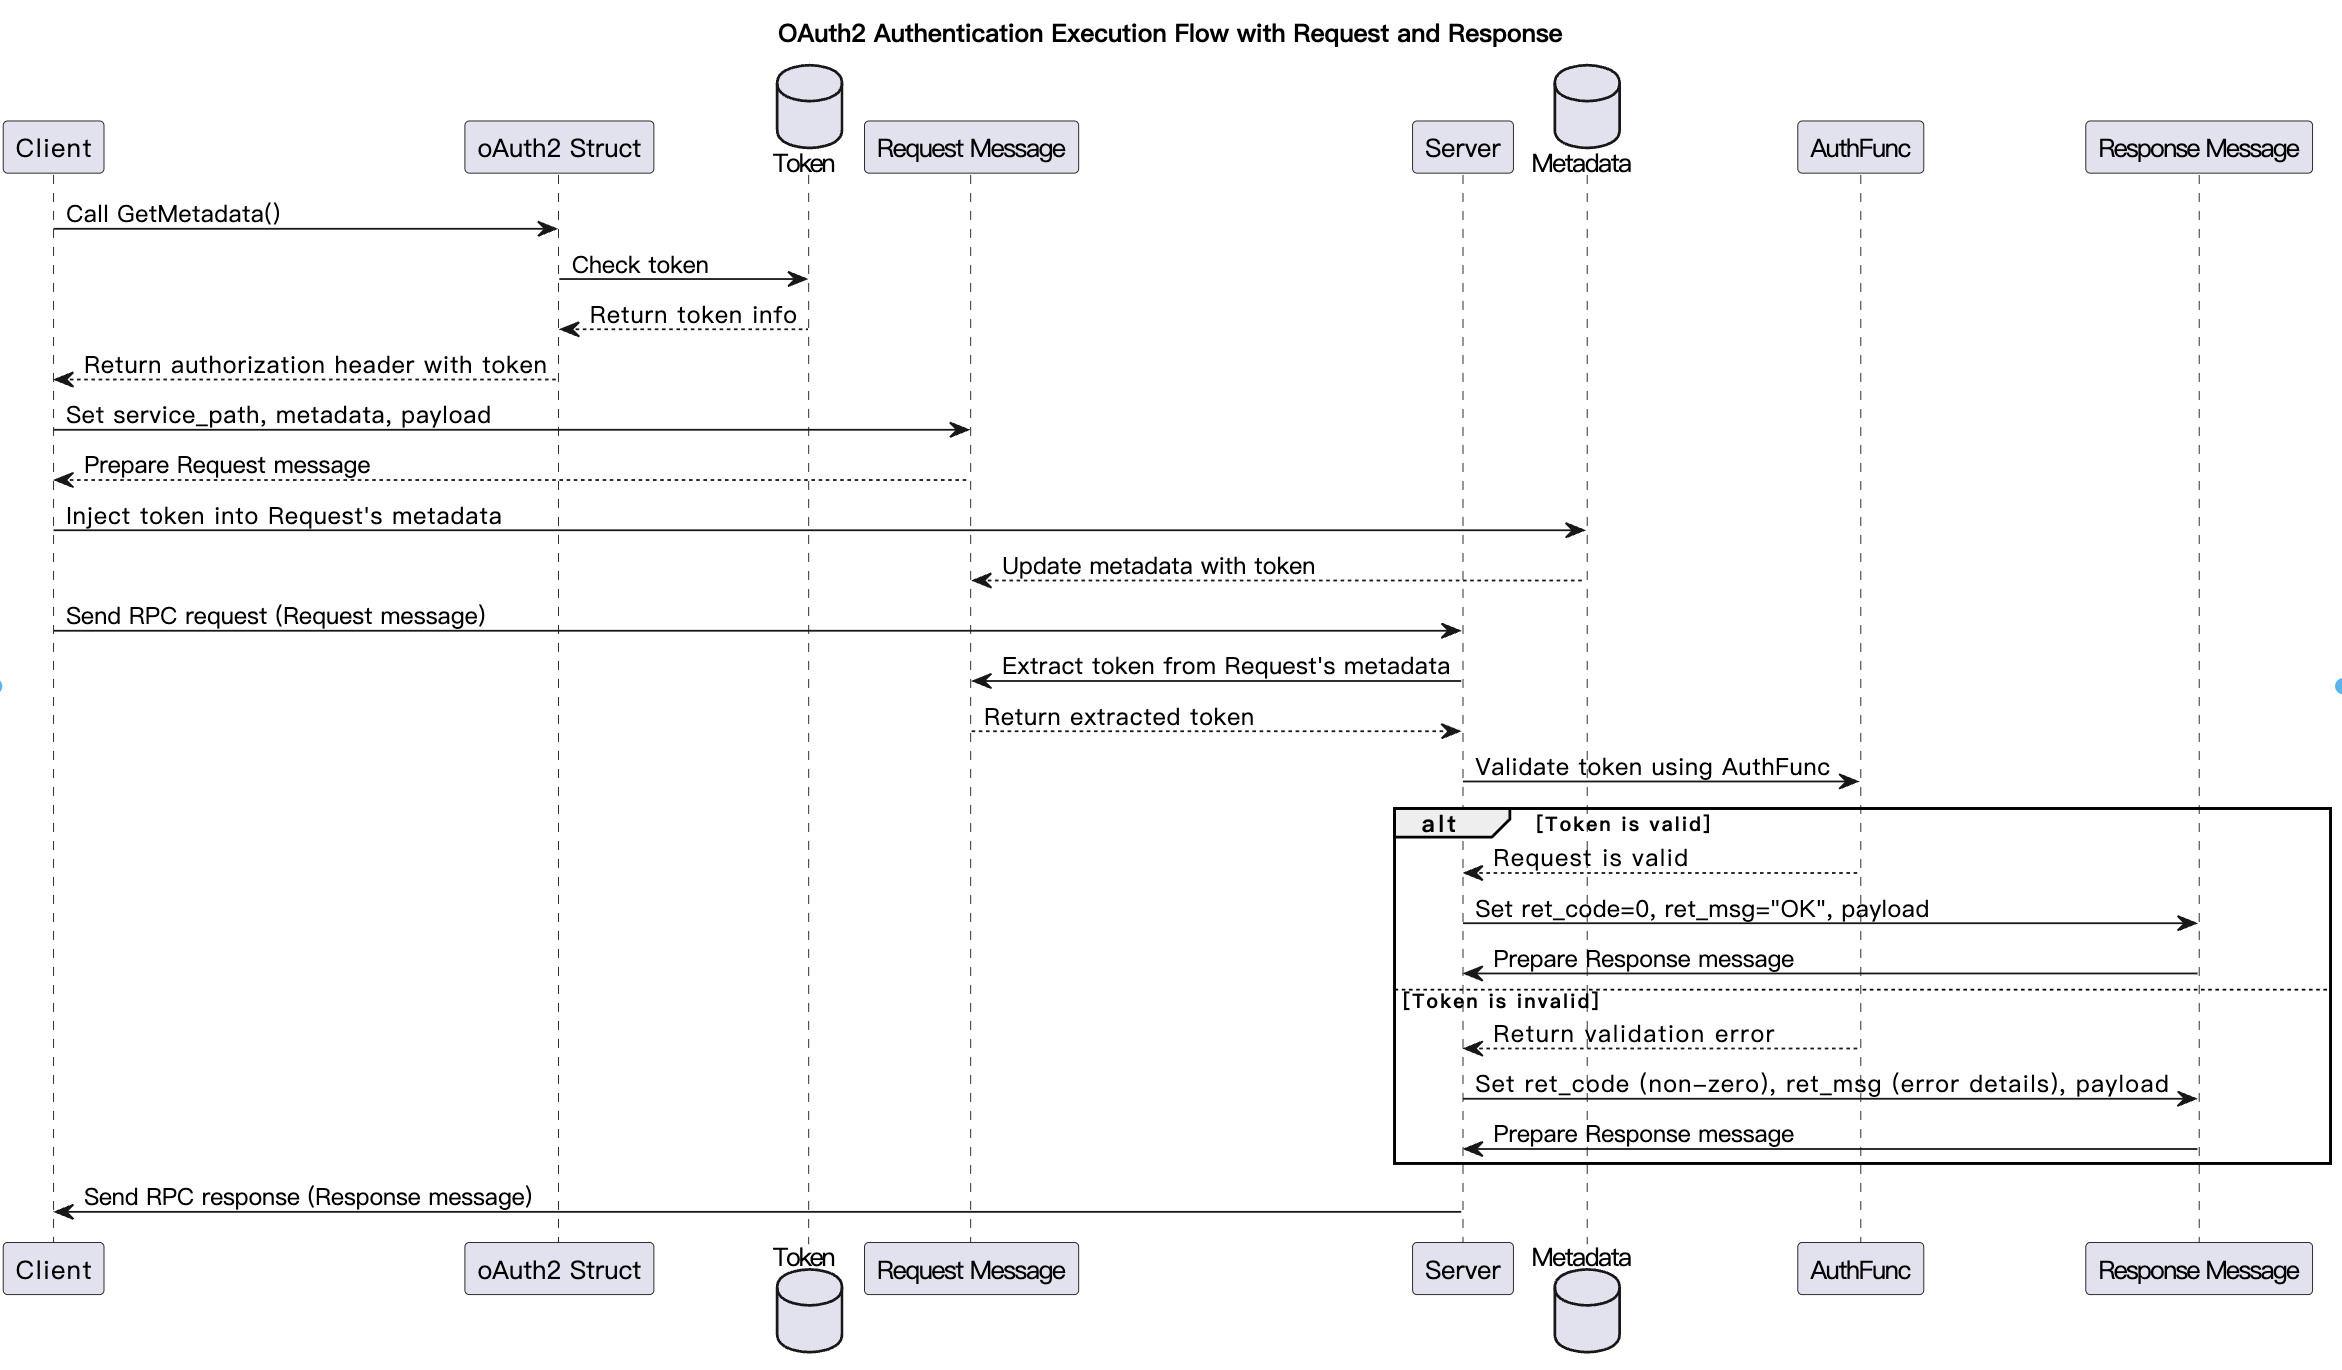 OAuth2 Authentication Execution Flow with Request and Response
Client
oAuth2 Struct
Token
Request Message
Server
Metadata
AuthFunc
Response Message
Call GetMetadata()
Check token
Return token info
Return authorization header with token
Set service_path, metadata, payload
Prepare Request message
Inject token into Request's metadata
Update metadata with token
Send RPC request (Request message)
Extract token from Request's metadata
Return extracted token
Validate token using AuthFunc
alt [Token is valid]
Request is valid
Set ret_code=0, ret_msg="OK", payload
Prepare Response message
[Token is invalid]
Return validation error
Set ret_code (non-zero), ret_msg (error details), payload
Prepare Response message
Send RPC response (Response message)
Client
oAuth2 Struct
Token
Request Message
Server
Metadata
AuthFunc
Response Message